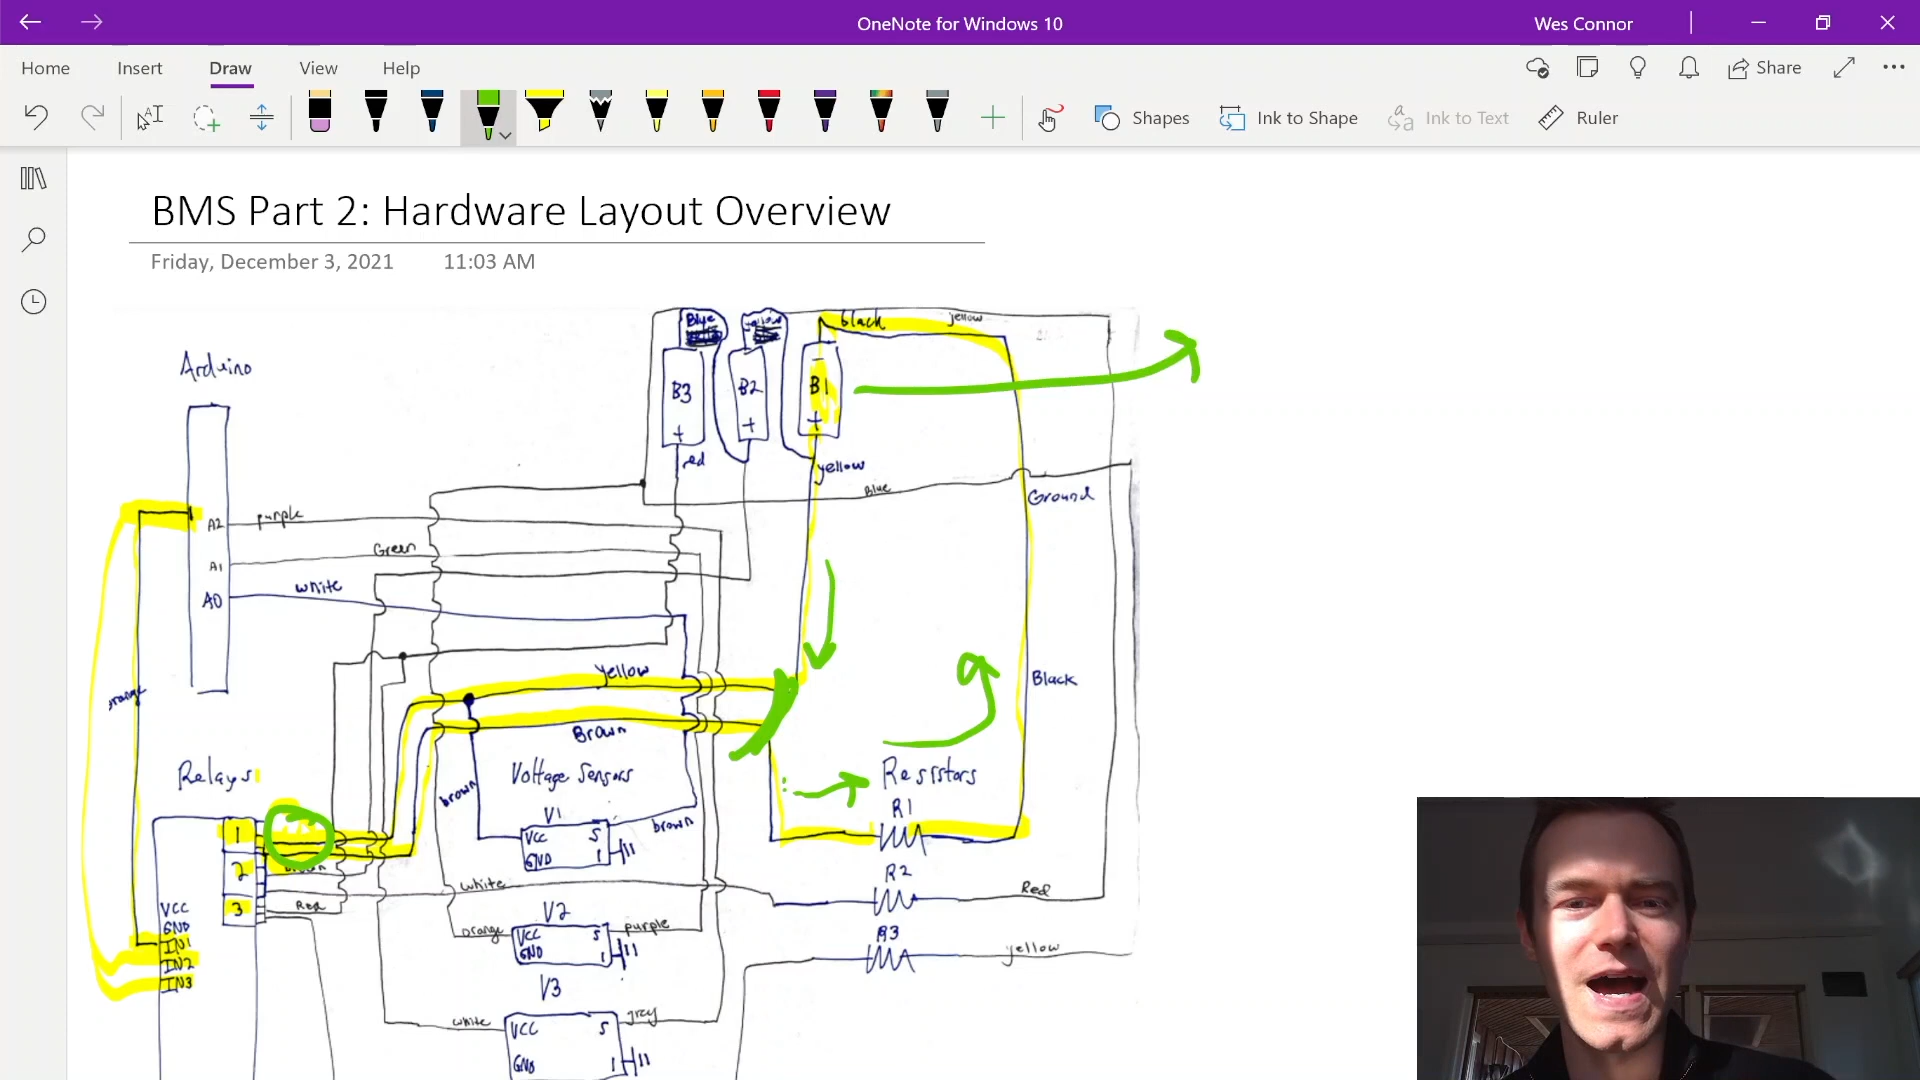 OneNote for Windows 10
Wes Connor
Home
Insert
Draw
View
Help
Share
Shapes
Ink to Shape
Ink to Text
Ruler
BMS Part 2: Hardware Layout Overview
Friday, December 3, 2021
11:03 AM
Blue
yellow
black
yellow
Arduino
B3
B2
B1
+
+
+
red
yellow
Blue
Ground
A2
purple
Green
A1
white
A0
yellow
orange
Black
Brown
Relays
Voltage Sensors
Resistors
brown
V1
R1
1
VCC
S
brown
GND
2
R2
white
Red
Red
3
VCC
V2
GND
orange
VCC
S
purple
R3
IN1
GND
yellow
IN2
IN3
V3
white
VCC
S
grey
GND